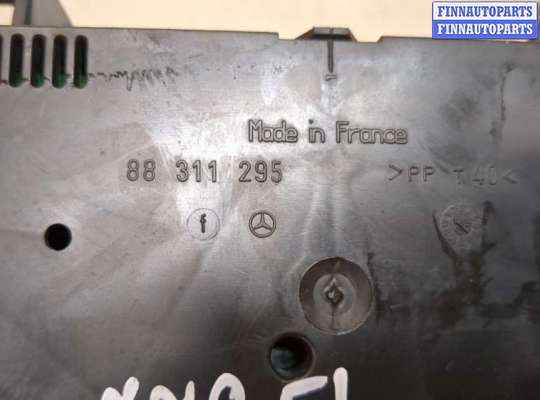 FINNAUTOPARTS
FINNAUTOPARTS
Made in France
88 311 295
>PP T40<
f